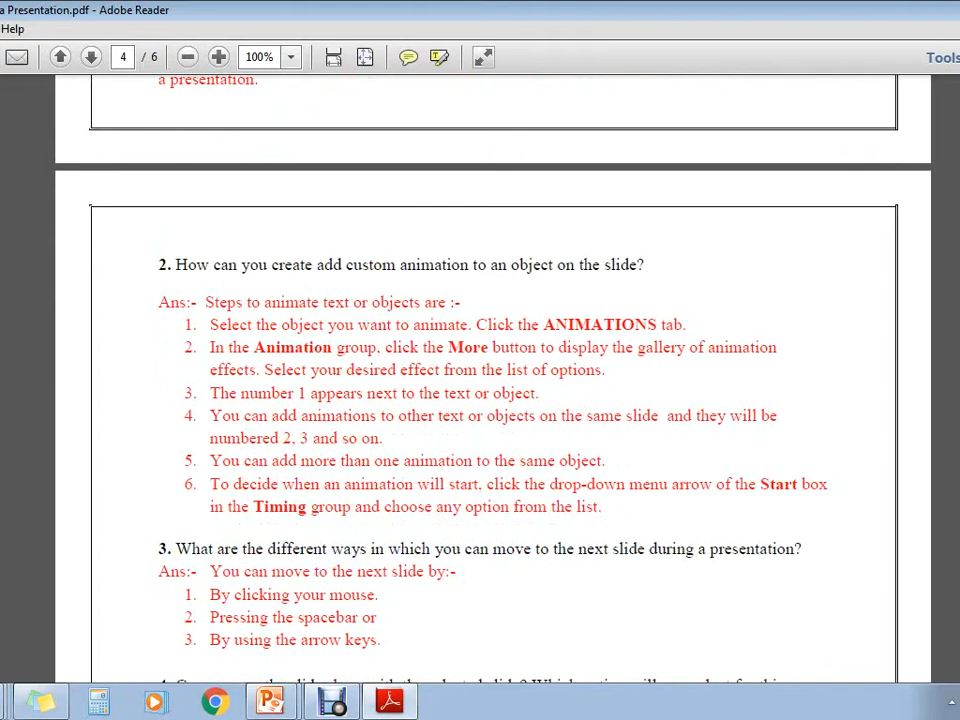 a Presentation.pdf - Adobe Reader
Help
4 / 6 100% Tools
a presentation.
2. How can you create add custom animation to an object on the slide?
Ans:- Steps to animate text or objects are :-
1. Select the object you want to animate. Click the ANIMATIONS tab.
2. In the Animation group, click the More button to display the gallery of animation
effects. Select your desired effect from the list of options.
3. The number 1 appears next to the text or object.
4. You can add animations to other text or objects on the same slide and they will be
numbered 2, 3 and so on.
5. You can add more than one animation to the same object.
6. To decide when an animation will start, click the drop-down menu arrow of the Start box
in the Timing group and choose any option from the list.
3. What are the different ways in which you can move to the next slide during a presentation?
Ans:- You can move to the next slide by:-
1. By clicking your mouse.
2. Pressing the spacebar or
3. By using the arrow keys.